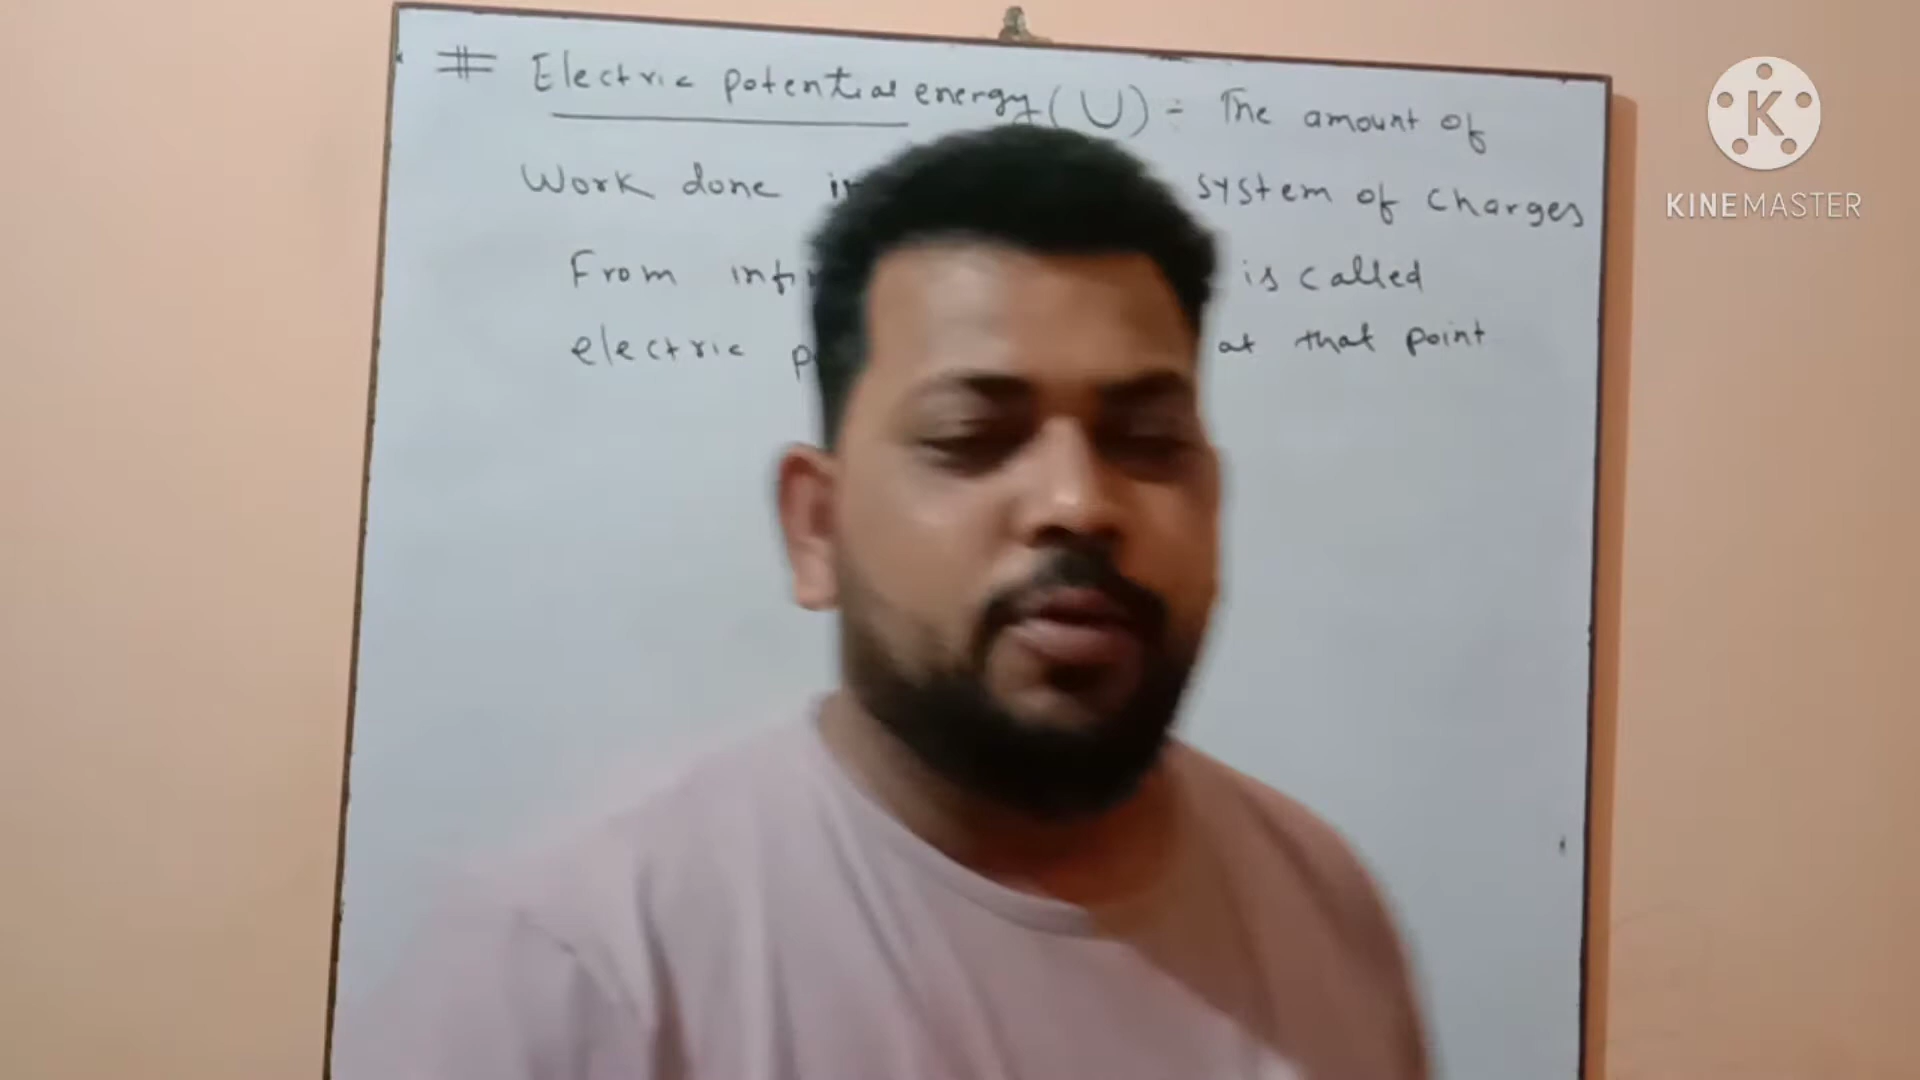 # Electric potential energy (U) :- The amount of
Work done system of charges
From is called
electric at that point
K
KINEMASTER